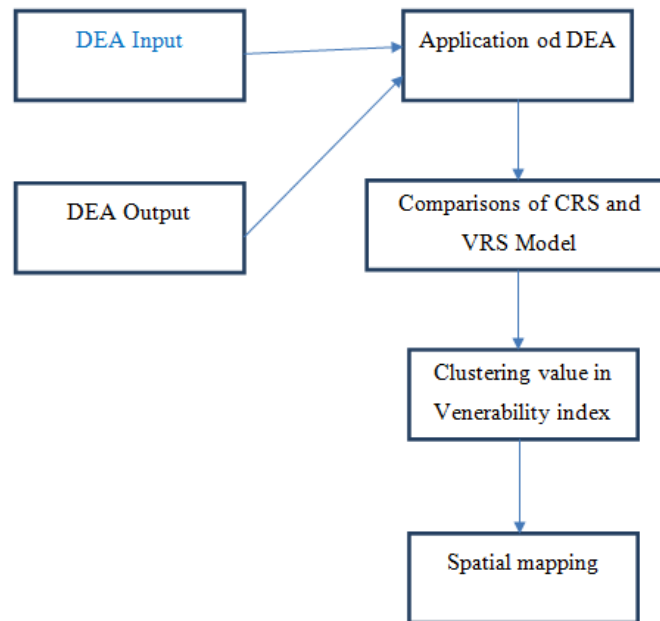 DEA Input
Application od DEA
DEA Output
Comparisons of CRS and
VRS Model
Clustering value in
Venerability index
Spatial mapping